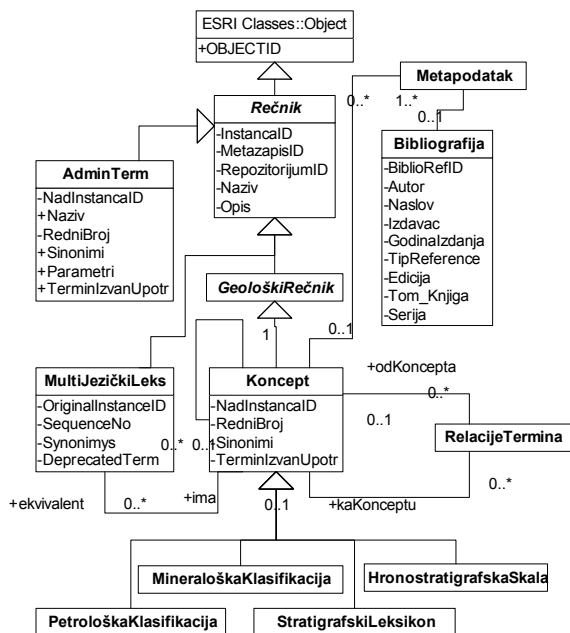 ESRI Classes::Object
+OBJECTID
Rečnik
-InstancaID
-MetazapisID
-RepozitorijumID
-Naziv
-Opis
0..*
1..*
Metapodatak
0..1
Bibliografija
-BiblioRefID
-Autor
-Naslov
-Izdavac
-GodinaIzdanja
-TipReference
-Edicija
-Tom_Knjiga
-Serija
AdminTerm
-NadInstancaID
+Naziv
-RedniBroj
+Sinonimi
+Parametri
+TerminIzvanUpotr
GeološkiRečnik
1
0..1
MultiJezičkiLeks
-OriginalInstanceID
-SequenceNo
-Synonymys
-DeprecatedTerm
0..*
0..1
Koncept
-NadInstancaID
-RedniBroj
-Sinonimi
-TerminIzvanUpotr
+odKoncepta
0..*
0..1
RelacijeTermina
0..*
+kaKonceptu
+ekvivalent
0..*
+ima
0..1
MineraloškaKlasifikacija
HronostratigrafskaSkala
PetrološkaKlasifikacija
StratigrafskiLeksikon